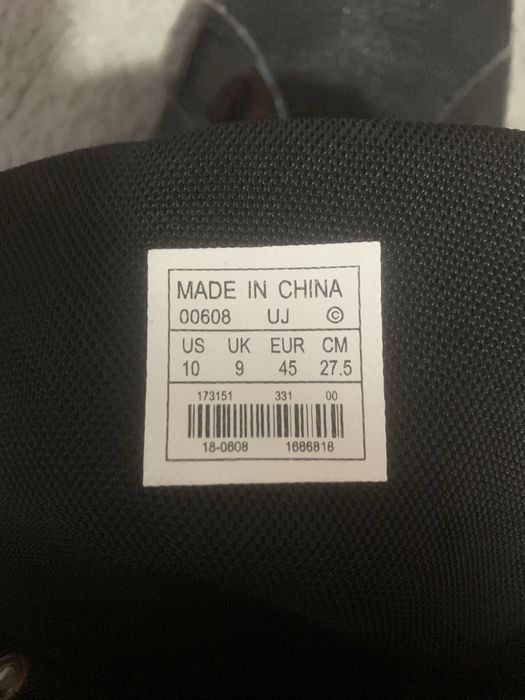 MADE IN CHINA
00608 UJ ©
US UK EUR CM
10 9 45 27.5
173151 331 00
18-0608 1686818